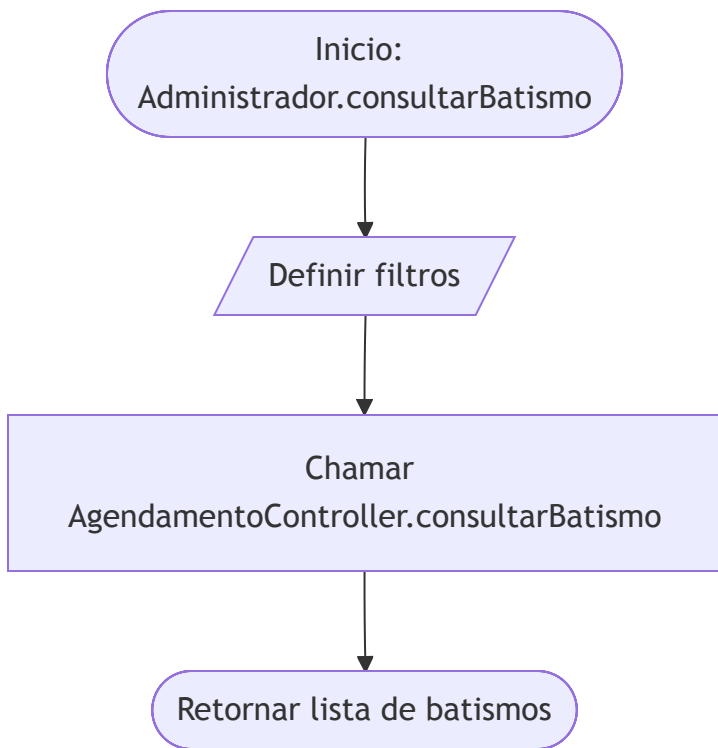 Inicio:
Administrador.consultarBatismo
Definir filtros
Chamar
AgendamentoController.consultarBatismo
Retornar lista de batismos